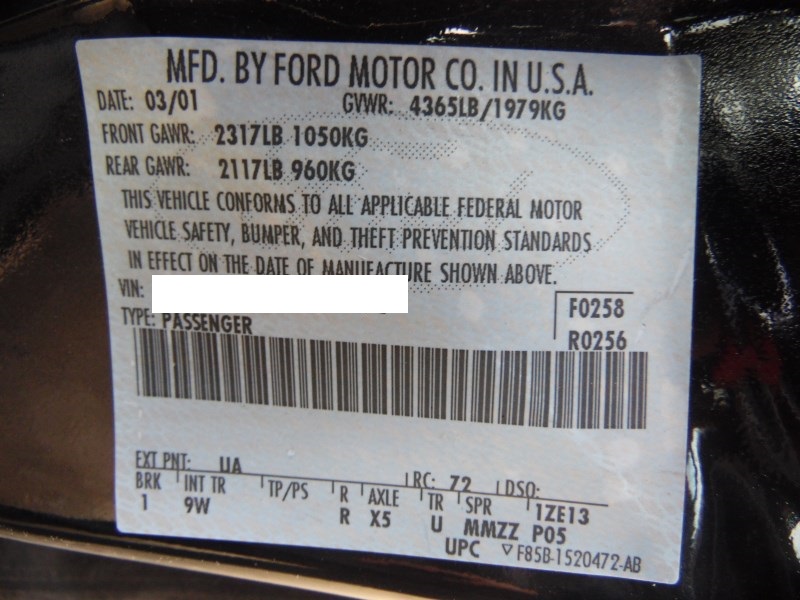 MFD. BY FORD MOTOR CO. IN U.S.A.
DATE: 03/01 GVWR: 4365LB/1979KG
FRONT GAWR: 2317LB 1050KG
REAR GAWR: 2117LB 960KG
THIS VEHICLE CONFORMS TO ALL APPLICABLE FEDERAL MOTOR
VEHICLE SAFETY, BUMPER, AND THEFT PREVENTION STANDARDS
IN EFFECT ON THE DATE OF MANUFACTURE SHOWN ABOVE.
VIN:
F0258
TYPE: PASSENGER
R0256
EXT PNT: UA RC: 72 DSO:
BRK INT TR TP/PS R AXLE TR SPR 1ZE13
1 9W R X5 U MMZZ P05
UPC ▽F85B-1520472-AB